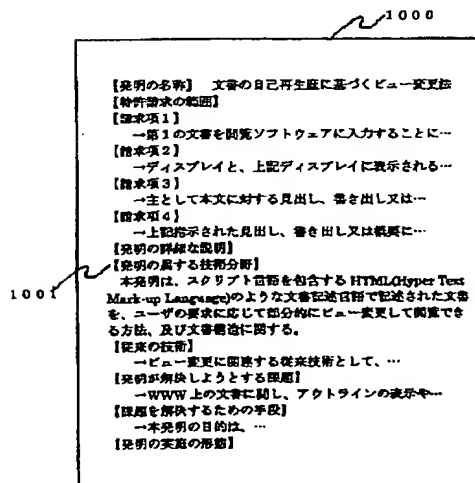 1000
【発明の名称】 文書の自己再生産に基づくビュー変更法
【特許請求の範囲】
【請求項1】
→第1の文書を閲覧ソフトウェアに入力することに…
【請求項2】
→ディスプレイと、上記ディスプレイに表示される…
【請求項3】
→主として本文に対する見出し、書き出し又は…
【請求項4】
→上記指示された見出し、書き出し又は概要に…
【発明の詳細な説明】
【発明の属する技術分野】
1001
本発明は、スクリプト言語を包含する HTML(Hyper Text
Mark-up Language)のような文書記述言語で記述された文書
を、ユーザの要求に応じて部分的にビュー変更して閲覧でき
る方法、及び文書構造に関する。
【従来の技術】
→ビュー変更に関連する従来技術として、…
【発明が解決しようとする課題】
→WWW 上の文書に関し、アウトラインの表示や…
【課題を解決するための手段】
→本発明の目的は、…
【発明の実施の形態】